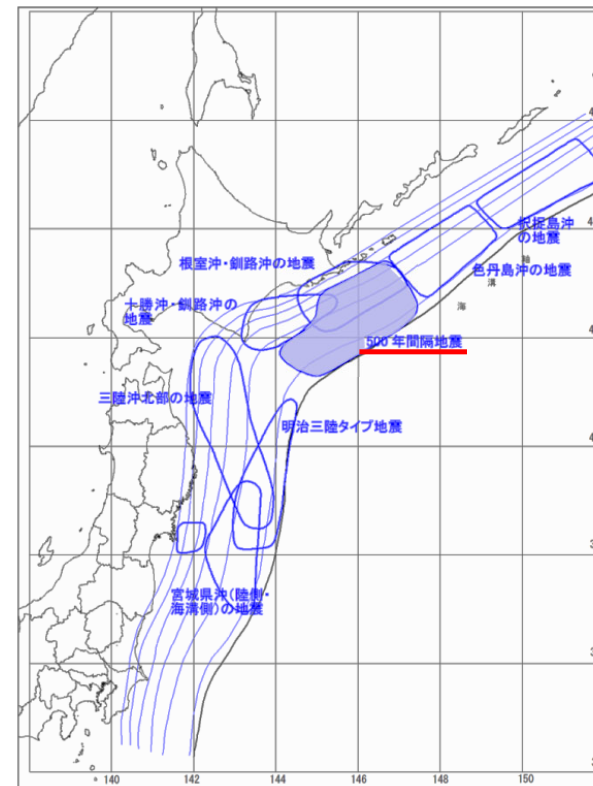 択捉島沖
の地震
根室沖・釧路沖の地震
色丹島沖の地震
十勝沖・釧路沖の
地震
海
溝
軸
500年間隔地震
三陸沖北部の地震
明治三陸タイプ地震
宮城県沖(陸側・
海溝側)の地震
140
142
144
146
148
150